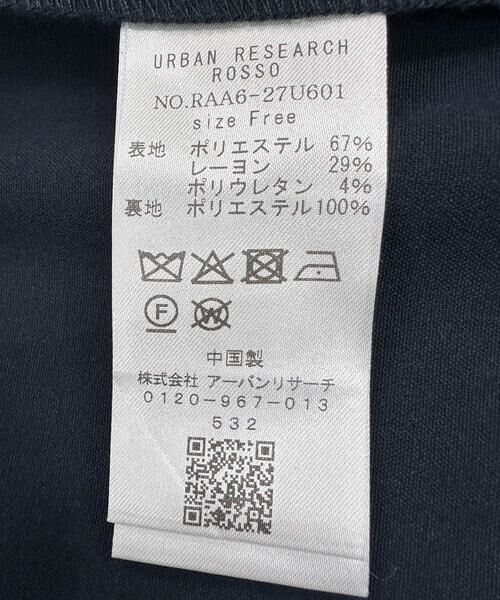 URBAN RESEARCH
ROSSO
NO.RAA6-27U601
size Free
表地 ポリエステル 67%
レーヨン 29%
ポリウレタン 4%
裏地 ポリエステル100%
F W
中国製
株式会社 アーバンリサーチ
0120-967-013
532